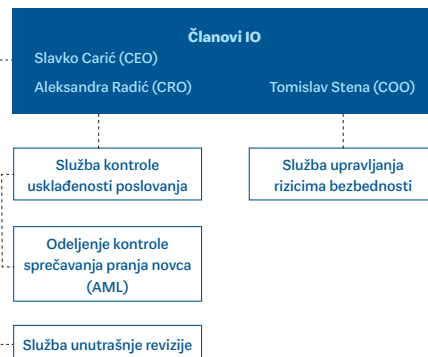 Članovi IO
Slavko Carić (CEO)
Aleksandra Radić (CRO)
Tomislav Stena (COO)
Služba kontrole
usklađenosti poslovanja
Služba upravljanja
rizicima bezbednosti
Odeljenje kontrole
sprečavanja pranja novca
(AML)
Služba unutrašnje revizije